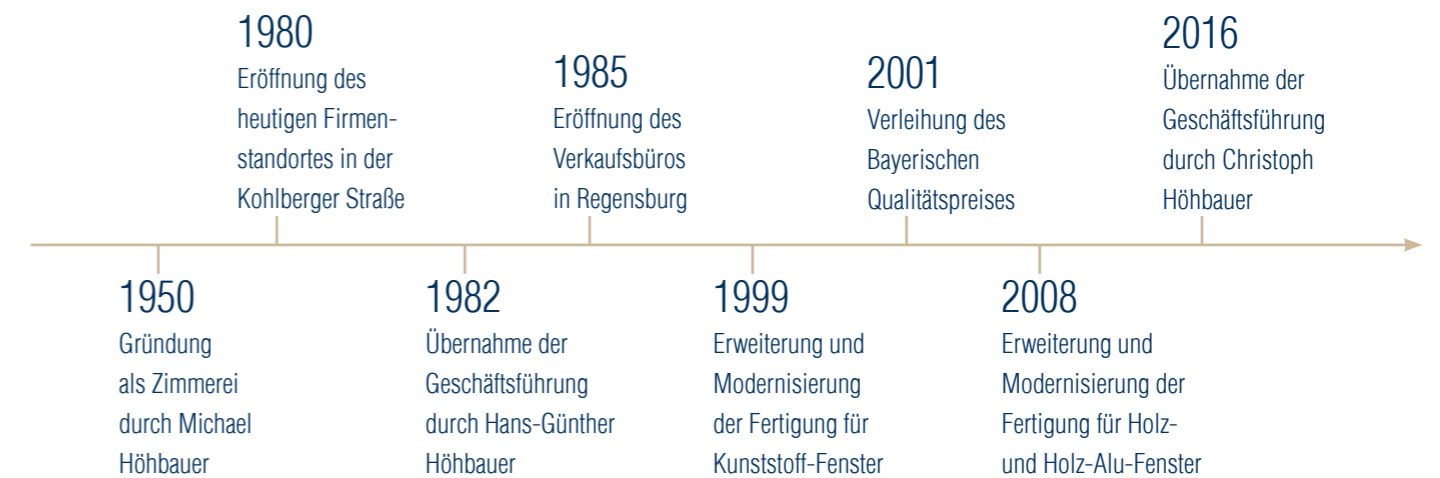 1980
Eröffnung des
heutigen Firmen-
standortes in der
Kohlberger Straße
1985
Eröffnung des
Verkaufsbüros
in Regensburg
2001
Verleihung des
Bayerischen
Qualitätspreises
2016
Übernahme der
Geschäftsführung
durch Christoph
Höhbauer
1950
Gründung
als Zimmerei
durch Michael
Höhbauer
1982
Übernahme der
Geschäftsführung
durch Hans-Günther
Höhbauer
1999
Erweiterung und
Modernisierung
der Fertigung für
Kunststoff-Fenster
2008
Erweiterung und
Modernisierung der
Fertigung für Holz-
und Holz-Alu-Fenster